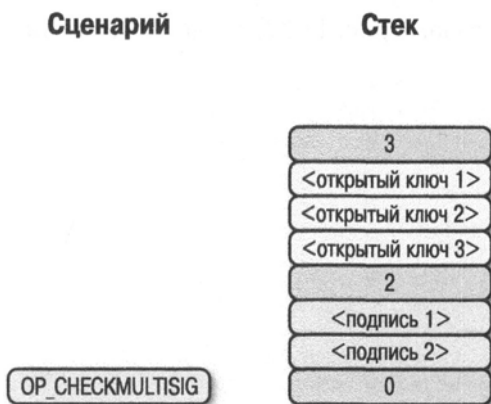 Сценарий Стек
3
<открытый ключ 1>
<открытый ключ 2>
<открытый ключ 3>
2
<подпись 1>
<подпись 2>
OP_CHECKMULTISIG 0